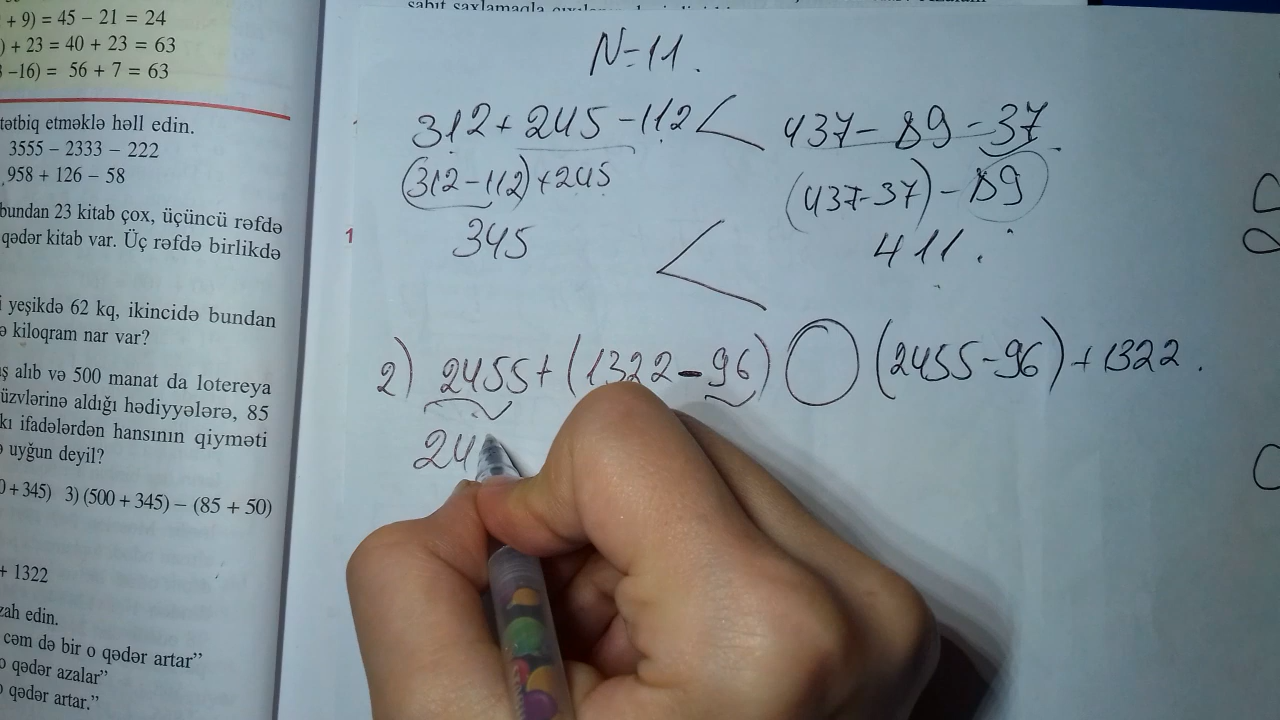 + 9) = 45 − 21 = 24
) + 23 = 40 + 23 = 63
−16) = 56 + 7 = 63
tətbiq etməklə həll edin.
3555 − 2333 − 222
958 + 126 − 58
bundan 23 kitab çox, üçüncü rəfdə
qədər kitab var. Üç rəfdə birlikdə
yeşikdə 62 kq, ikincidə bundan
ə kiloqram nar var?
ş alıb və 500 manat da lotereya
üzvlərinə aldığı hədiyyələrə, 85
kı ifadələrdən hansının qiyməti
uyğun deyil?
0 + 345) 3) (500 + 345) − (85 + 50)
+ 1322
zah edin.
cəm də bir o qədər artar”
o qədər azalar”
qədər artar.”
sabit saxlamaqla
N=11.
312+245-112< 437-89-37.
(312-112)+245 (437-37)-89
1
345 < 411.
2) 2455+(1322-96) (2455-96)+1322.
24